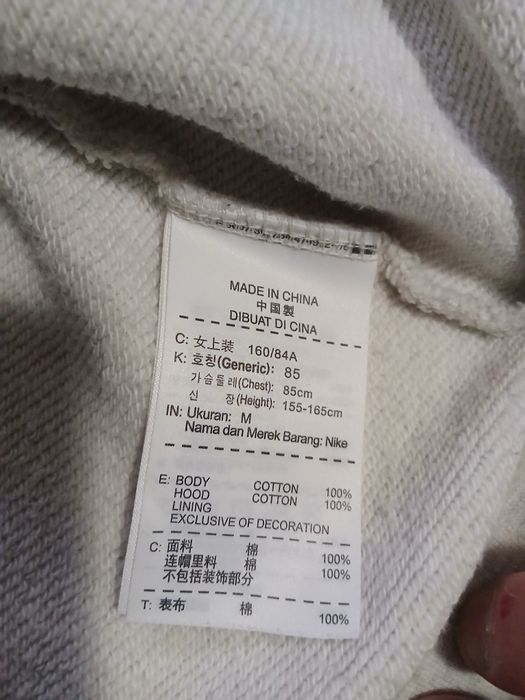 MADE IN CHINA
中国製
DIBUAT DI CINA
C: 女上装 160/84A
K: 호칭(Generic): 85
가슴둘레(Chest): 85cm
신 장(Height): 155-165cm
IN: Ukuran: M
Nama dan Merek Barang: Nike
E: BODY COTTON 100%
HOOD COTTON 100%
LINING
EXCLUSIVE OF DECORATION
C: 面料 棉 100%
连帽里料 棉 100%
不包括装饰部分
T: 表布 棉 100%